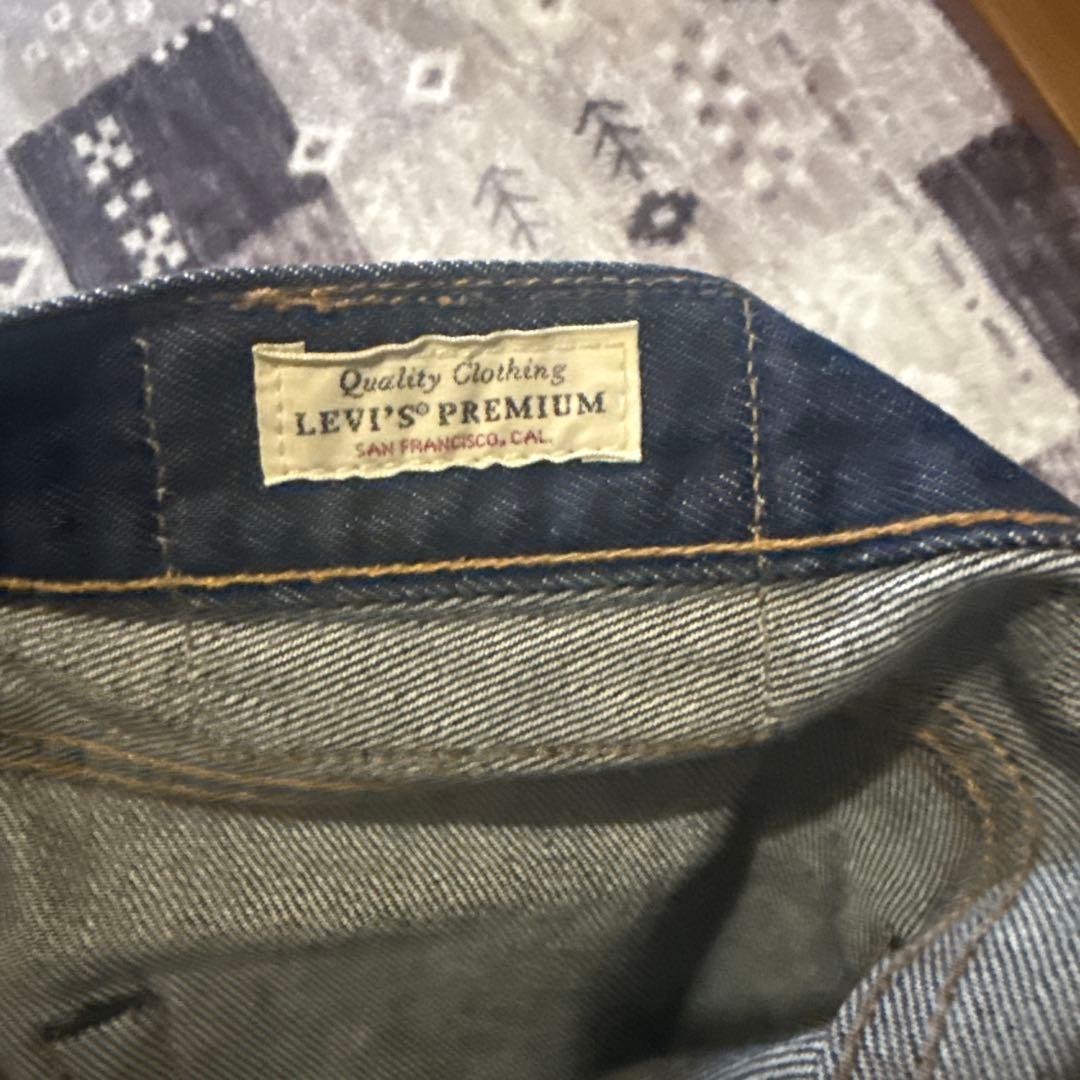 Quality Clothing
LEVI'S® PREMIUM
SAN FRANCISCO, CAL.